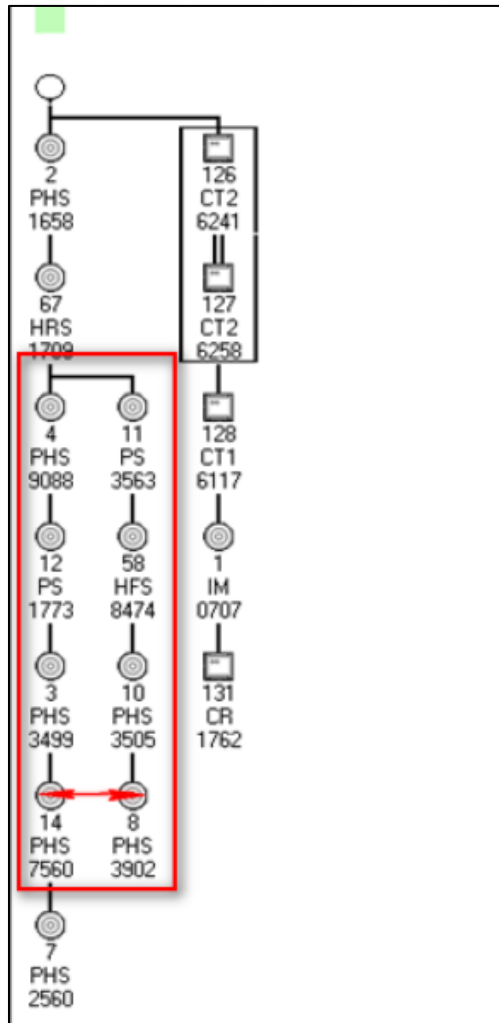 2
PHS
1658
126
CT2
6241
67
HRS
1709
127
CT2
6258
4
PHS
9088
11
PS
3563
128
CT1
6117
12
PS
1773
58
HFS
8474
1
IM
0707
3
PHS
3499
10
PHS
3505
131
CR
1762
14
PHS
7560
8
PHS
3902
7
PHS
2560